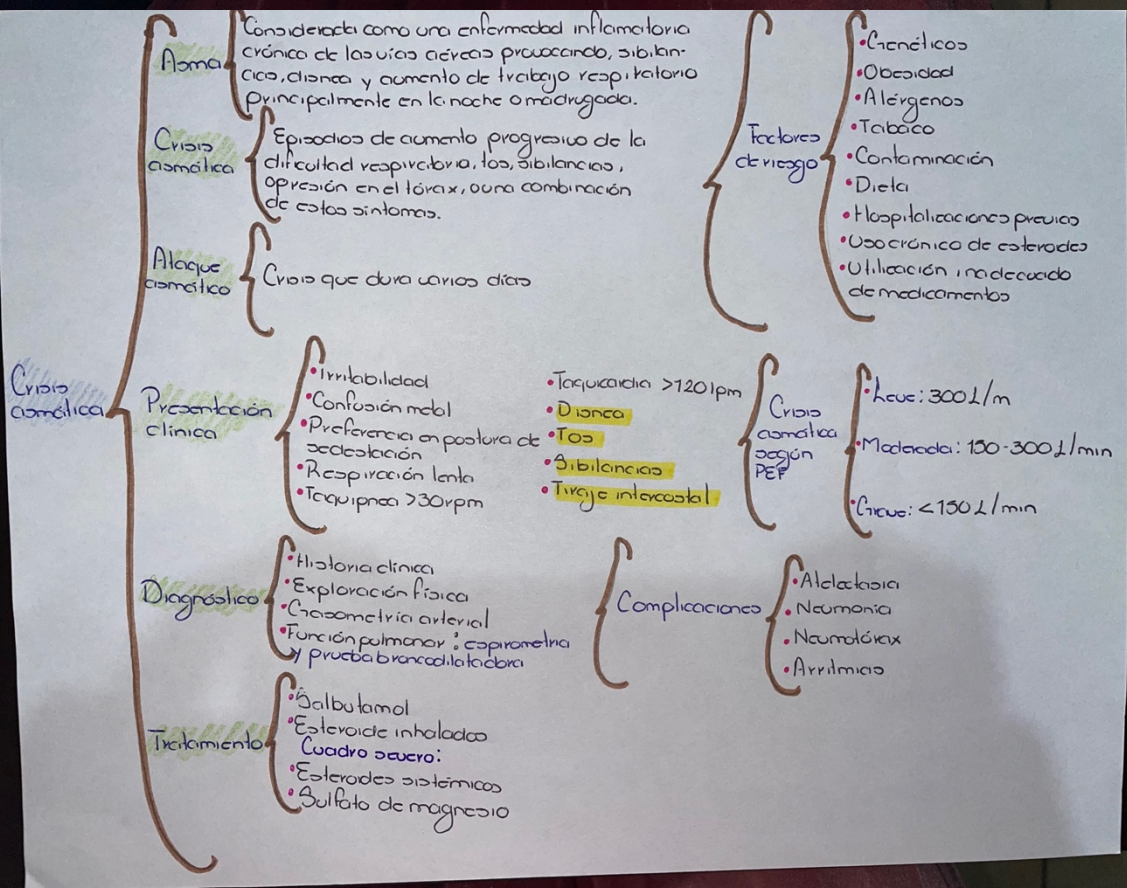 Crisis
asmática
Asma
Considerada como una enfermedad inflamatoria
crónica de las vías aéreas provocando, sibilan-
cias, disnea y aumento de trabajo respiratorio
principalmente en la noche o madrugada.
Crisis
asmática
Episodios de aumento progresivo de la
dificultad respiratoria, tos, sibilancias,
opresión en el tórax, o una combinación
de estos síntomas.
Ataque
asmático
Crisis que dura varios días
Factores
de riesgo
•Genéticos
•Obesidad
•Alérgenos
•Tabaco
•Contaminación
•Dieta
•Hospitalizaciones previas
•Uso crónico de esteroides
•Utilización inadecuada
de medicamentos
Presentación
clínica
•Irritabilidad
•Confusión metal
•Preferencia en postura de
sedestación
•Respiración lenta
•Taquipnea >30rpm
•Taquicardia >120lpm
•Disnea
•Tos
•Sibilancias
•Tiraje intercostal
Crisis
asmática
según
PEF
•Leve: 300L/m
•Moderada: 150-300L/min
•Grave: <150L/min
Diagnóstico
•Historia clínica
•Exploración física
•Gasometría arterial
•Función pulmonar: espirometria
y prueba broncodilatadora
Complicaciones
•Atelectasia
•Neumonia
•Neumotórax
•Arritmias
Tratamiento
•Salbutamol
•Esteroide inhalados
Cuadro severo:
•Esteroides sistémicos
•Sulfato de magnesio